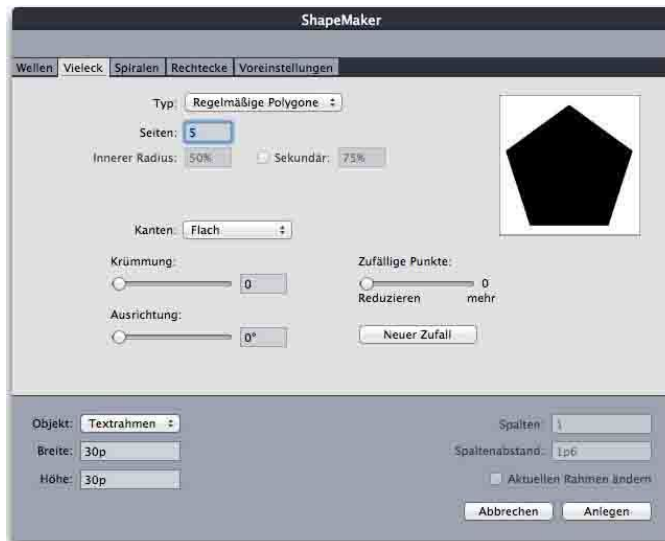 ShapeMaker
Wellen Vieleck Spiralen Rechtecke Voreinstellungen
Typ: Regelmäßige Polygone
Seiten: 5
Innerer Radius: 50% Sekundär: 75%
Kanten: Flach
Krümmung: Zufällige Punkte:
0 0
Reduzieren mehr
Ausrichtung:
0° Neuer Zufall
Objekt: Textrahmen Spalten: 1
Breite: 30p Spaltenabstand: 1p6
Höhe: 30p Aktuellen Rahmen ändern
Abbrechen Anlegen